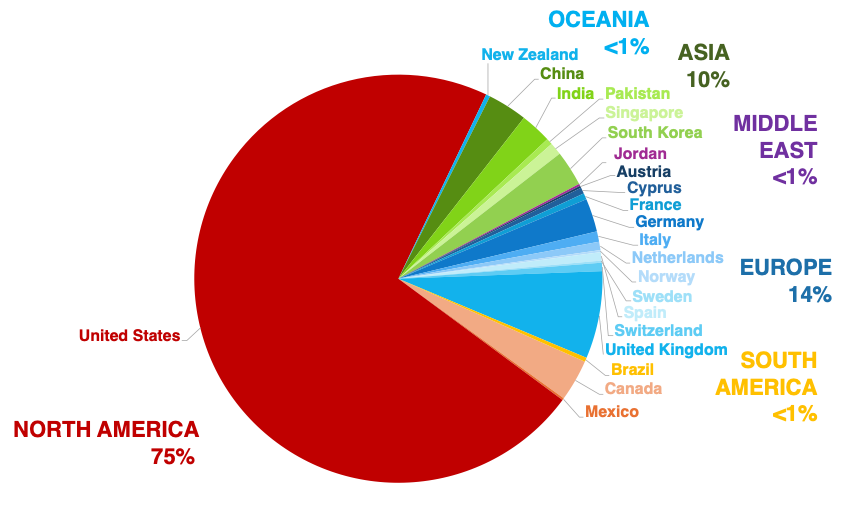 OCEANIA
<1%
New Zealand
ASIA
10%
China
India
Pakistan
Singapore
South Korea
MIDDLE
EAST
<1%
Jordan
Austria
Cyprus
France
Germany
Italy
Netherlands
Norway
EUROPE
14%
Sweden
Spain
Switzerland
United Kingdom
SOUTH
AMERICA
<1%
Brazil
Canada
Mexico
United States
NORTH AMERICA
75%